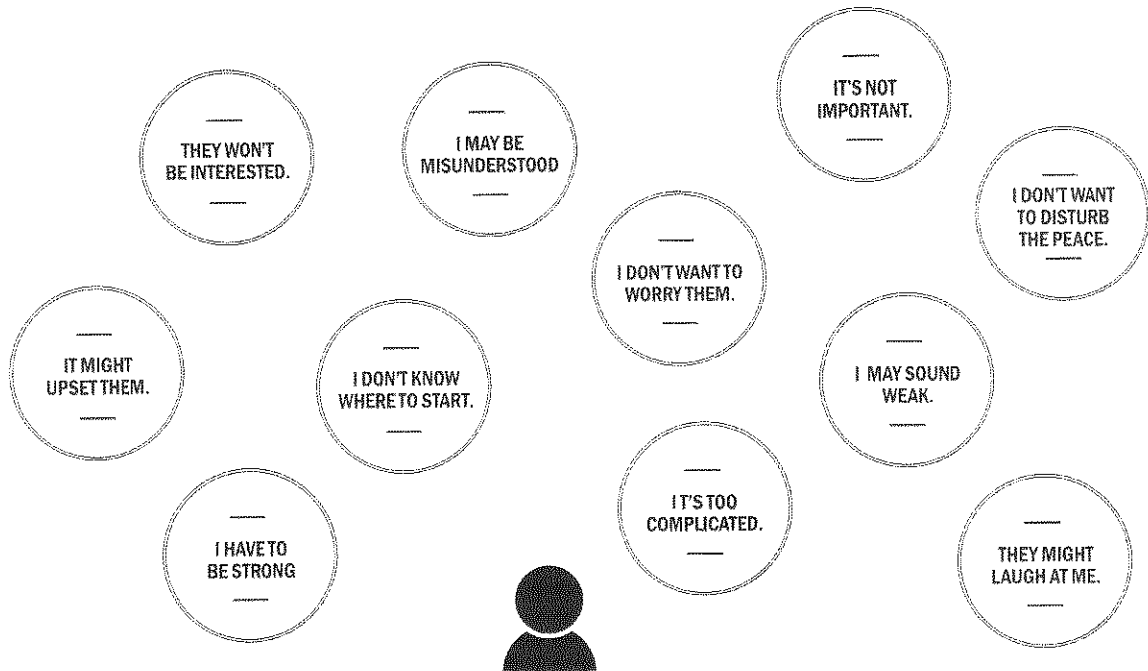 IT'S NOT
IMPORTANT.
THEY WON'T
BE INTERESTED.
I MAY BE
MISUNDERSTOOD
I DON'T WANT
TO DISTURB
THE PEACE.
I DON'T WANT TO
WORRY THEM.
IT MIGHT
UPSET THEM.
I DON'T KNOW
WHERE TO START.
I MAY SOUND
WEAK.
I HAVE TO
BE STRONG
I T'S TOO
COMPLICATED.
THEY MIGHT
LAUGH AT ME.